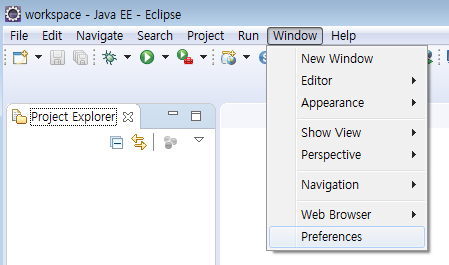 workspace - Java EE - Eclipse
File Edit Navigate Search Project Run Window Help
New Window
Editor
Appearance
Project Explorer
Show View
Perspective
Navigation
Web Browser
Preferences